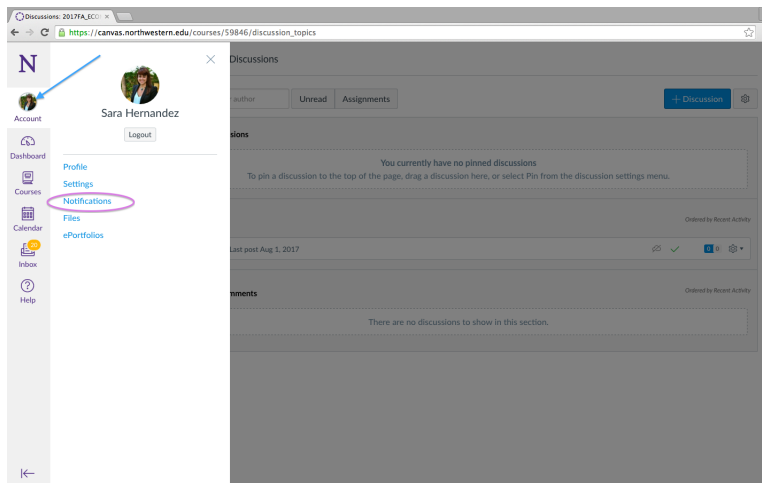 Discussions: 2017FA_ECO
https://canvas.northwestern.edu/courses/59846/discussion_topics
N
Account
Dashboard
Courses
Calendar
20
Inbox
Help
Sara Hernandez
Logout
Profile
Settings
Notifications
Files
ePortfolios
Discussions
author
Unread
Assignments
+ Discussion
sions
You currently have no pinned discussions
To pin a discussion to the top of the page, drag a discussion here, or select Pin from the discussion settings menu.
Ordered by Recent Activity
Last post Aug 1, 2017
0 0
mments
Ordered by Recent Activity
There are no discussions to show in this section.